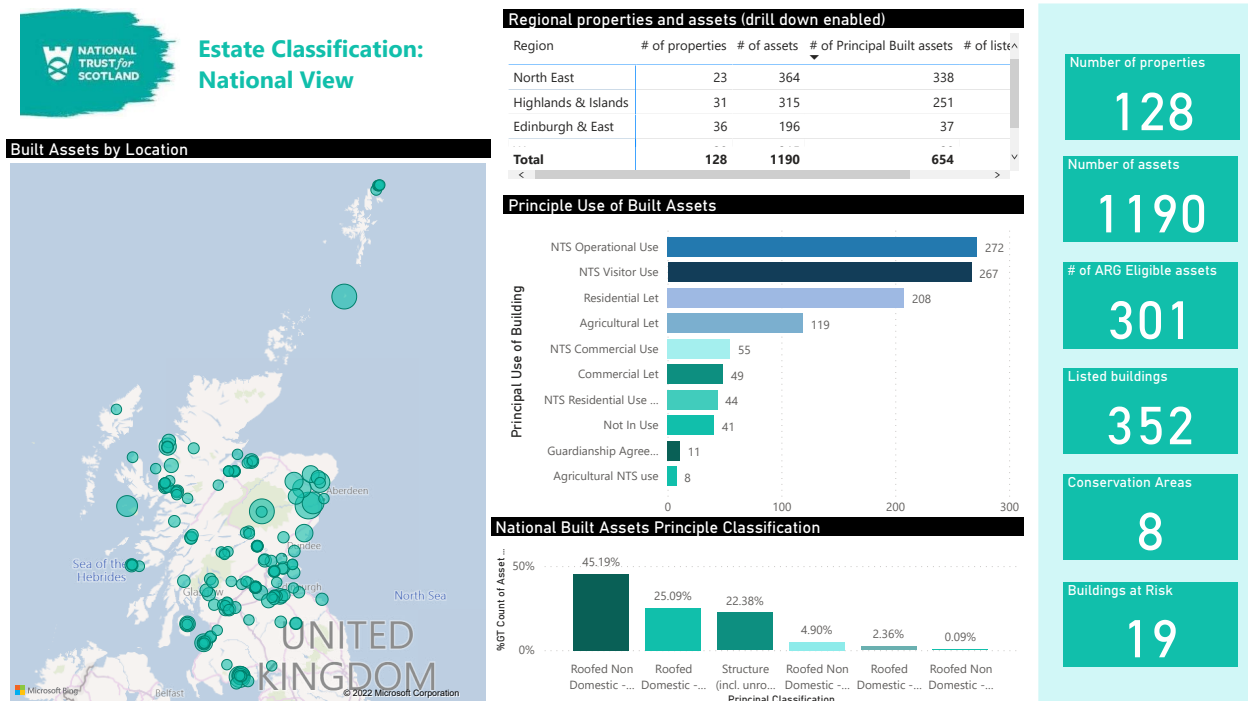 NATIONAL
TRUST for
SCOTLAND
Estate Classification:
National View
Regional properties and assets (drill down enabled)
Region # of properties # of assets # of Principal Built assets # of liste
North East 23 364 338
Highlands & Islands 31 315 251
Edinburgh & East 36 196 37
Total 128 1190 654
Built Assets by Location
Aberdeen
Dundee
Sea of the
Hebrides
North Sea
UNITED
KINGDOM
Belfast
Microsoft Bing
© 2022 Microsoft Corporation
Principle Use of Built Assets
Principal Use of Building
NTS Operational Use 272
NTS Visitor Use 267
Residential Let 208
Agricultural Let 119
NTS Commercial Use 55
Commercial Let 49
NTS Residential Use ... 44
Not In Use 41
Guardianship Agree... 11
Agricultural NTS use 8
0 100 200 300
National Built Assets Principle Classification
%GT Count of Asset ...
50%
0%
45.19% 25.09% 22.38% 4.90% 2.36% 0.09%
Roofed Non Roofed Structure Roofed Non Roofed Roofed Non
Domestic -... Domestic -... (incl. unro... Domestic -... Domestic -... Domestic -...
Principal Classification
Number of properties
128
Number of assets
1190
# of ARG Eligible assets
301
Listed buildings
352
Conservation Areas
8
Buildings at Risk
19